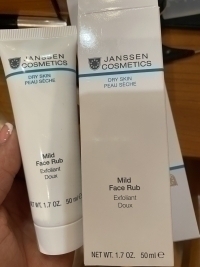 JANSSEN
COSMETICS
DRY SKIN
PEAU SÈCHE
Mild
Face Rub
Exfoliant
Doux
NET WT. 1.7 OZ. 50 ml e
JANSSEN
COSMETICS
DRY SKIN
PEAU SÈCHE
Mild
Face Rub
Exfoliant
Doux
NET WT. 1.7 OZ. 50 ml e